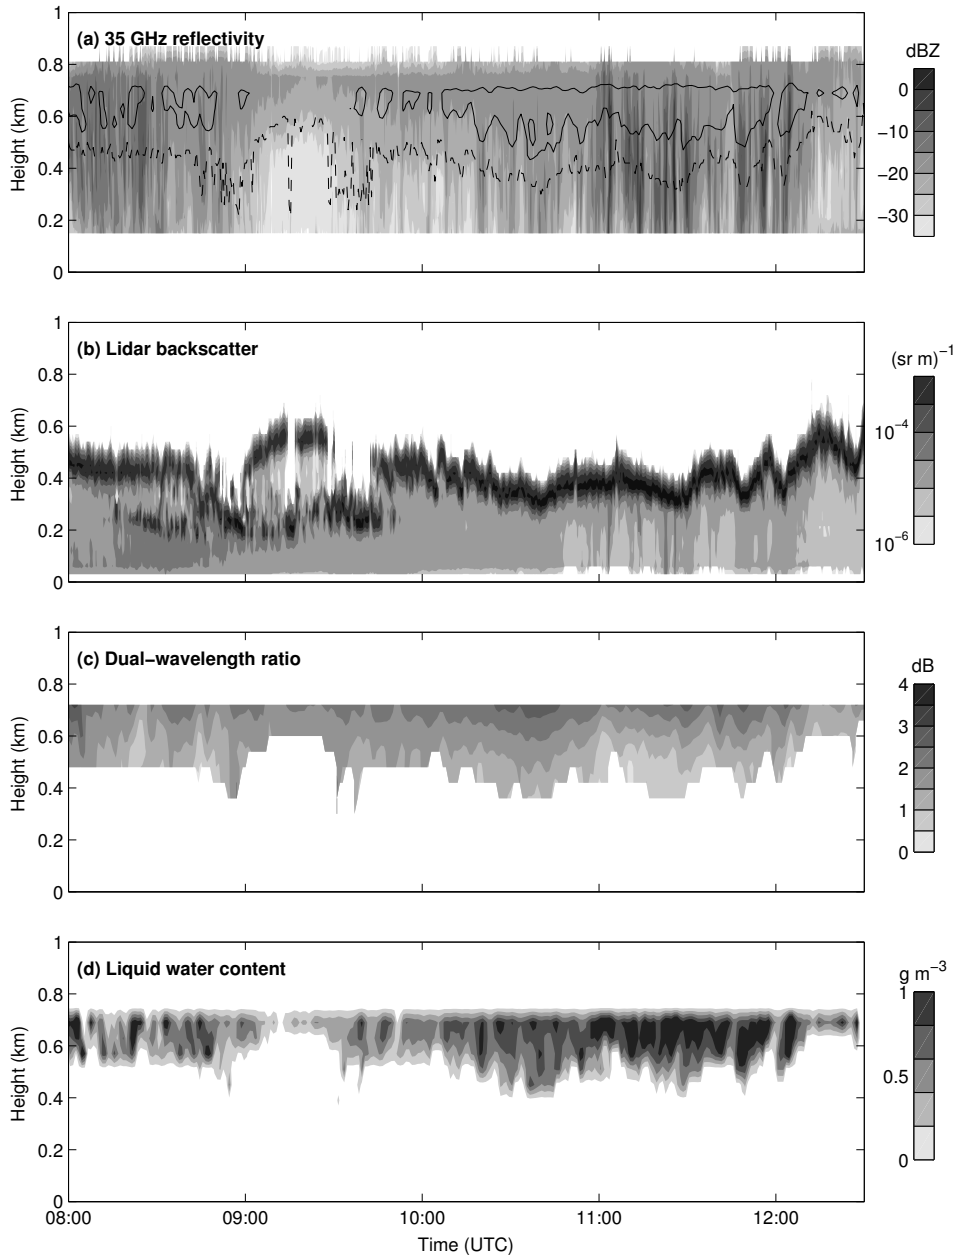 (a) 35 GHz reflectivity
1
0.8
0.6
0.4
0.2
0
Height (km)
dBZ
0
−10
−20
−30
(b) Lidar backscatter
1
0.8
0.6
0.4
0.2
0
Height (km)
(sr m)⁻¹
10⁻⁴
10⁻⁶
(c) Dual−wavelength ratio
1
0.8
0.6
0.4
0.2
0
Height (km)
dB
4
3
2
1
0
(d) Liquid water content
1
0.8
0.6
0.4
0.2
0
Height (km)
g m⁻³
1
0.5
0
08:00 09:00 10:00 11:00 12:00
Time (UTC)